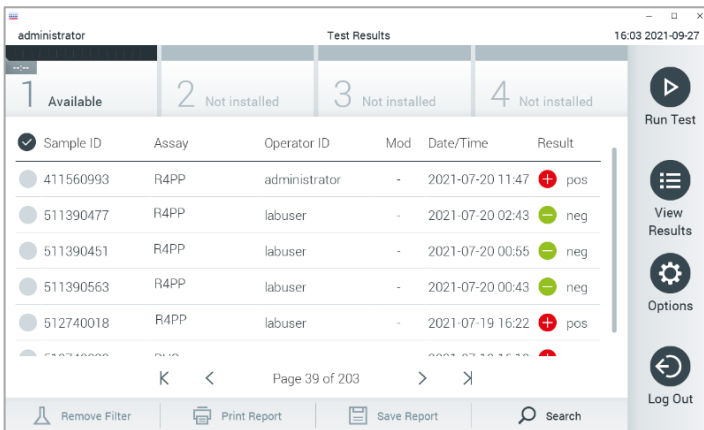 administrator Test Results 16:03 2021-09-27
--:--
1 Available 2 Not installed 3 Not installed 4 Not installed
Run Test
Sample ID Assay Operator ID Mod Date/Time Result
411560993 R4PP administrator - 2021-07-20 11:47 pos
511390477 R4PP labuser - 2021-07-20 02:43 neg
View
Results
511390451 R4PP labuser - 2021-07-20 00:55 neg
511390563 R4PP labuser - 2021-07-20 00:43 neg
Options
512740018 R4PP labuser - 2021-07-19 16:22 pos
Page 39 of 203
Log Out
Remove Filter Print Report Save Report Search